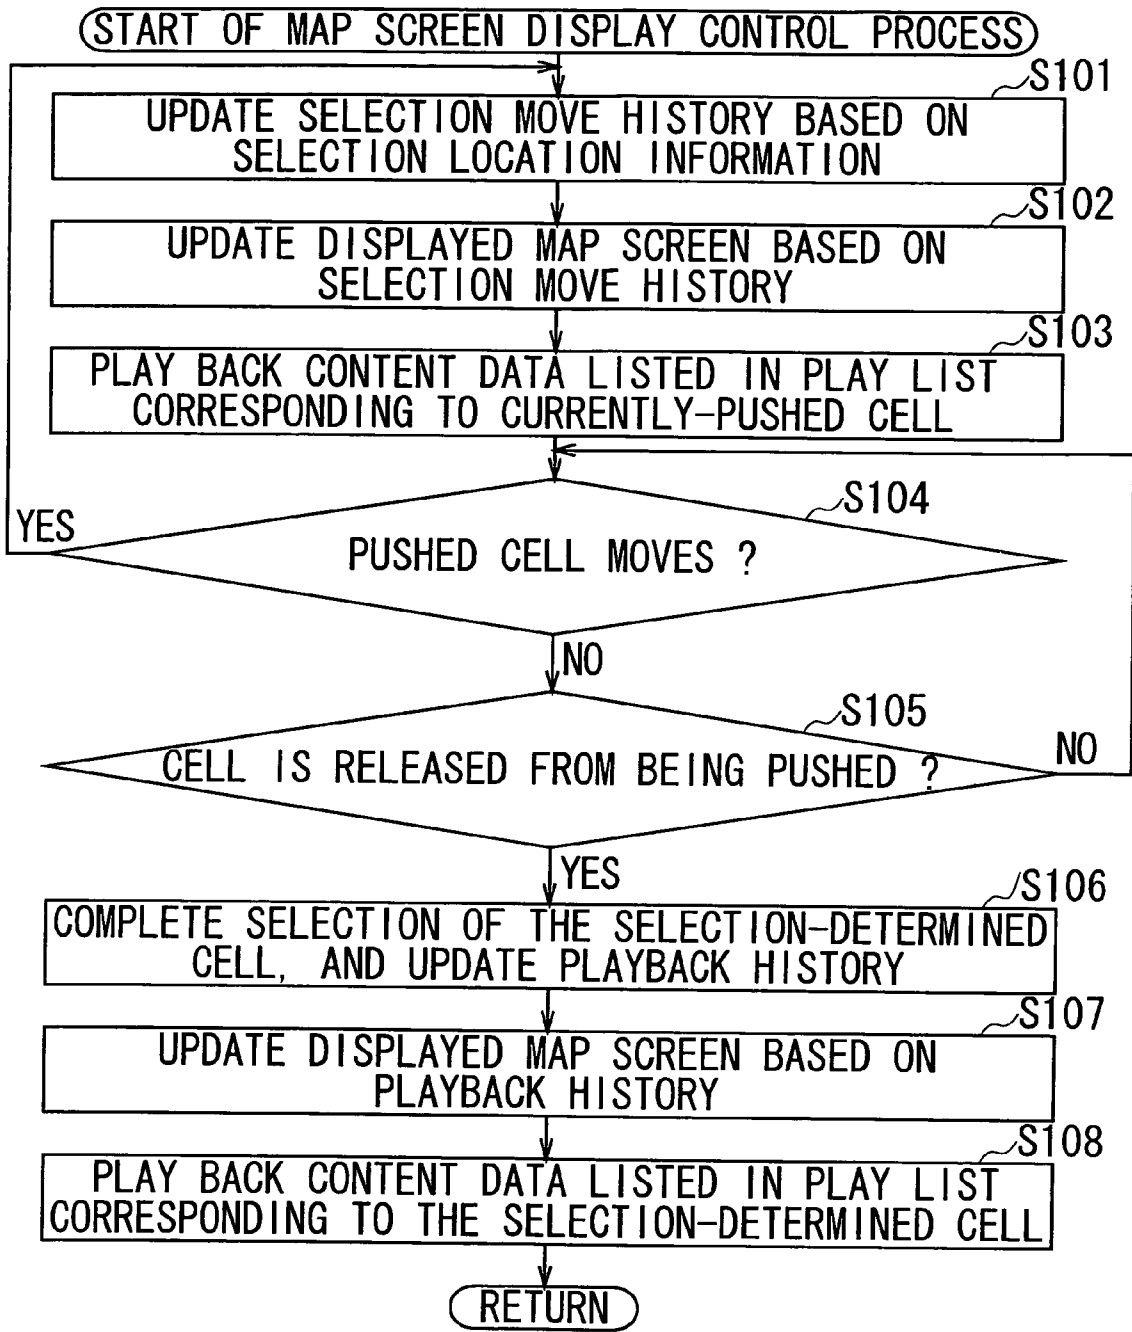 START OF MAP SCREEN DISPLAY CONTROL PROCESS
S101
UPDATE SELECTION MOVE HISTORY BASED ON
SELECTION LOCATION INFORMATION
S102
UPDATE DISPLAYED MAP SCREEN BASED ON
SELECTION MOVE HISTORY
S103
PLAY BACK CONTENT DATA LISTED IN PLAY LIST
CORRESPONDING TO CURRENTLY-PUSHED CELL
S104
YES
PUSHED CELL MOVES ?
NO
S105
CELL IS RELEASED FROM BEING PUSHED ?
NO
YES
S106
COMPLETE SELECTION OF THE SELECTION-DETERMINED
CELL, AND UPDATE PLAYBACK HISTORY
S107
UPDATE DISPLAYED MAP SCREEN BASED ON
PLAYBACK HISTORY
S108
PLAY BACK CONTENT DATA LISTED IN PLAY LIST
CORRESPONDING TO THE SELECTION-DETERMINED CELL
RETURN